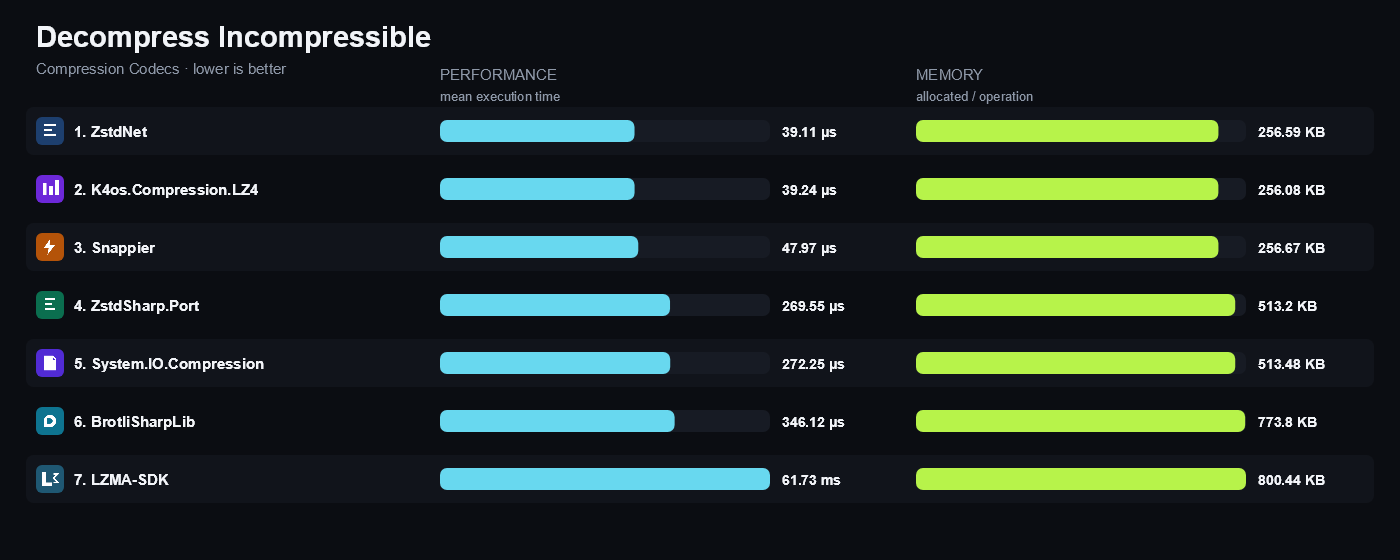 Decompress Incompressible
Compression Codecs · lower is better
PERFORMANCE
mean execution time
MEMORY
allocated / operation
1. ZstdNet 39.11 µs 256.59 KB
2. K4os.Compression.LZ4 39.24 µs 256.08 KB
3. Snappier 47.97 µs 256.67 KB
4. ZstdSharp.Port 269.55 µs 513.2 KB
5. System.IO.Compression 272.25 µs 513.48 KB
6. BrotliSharpLib 346.12 µs 773.8 KB
7. LZMA-SDK 61.73 ms 800.44 KB